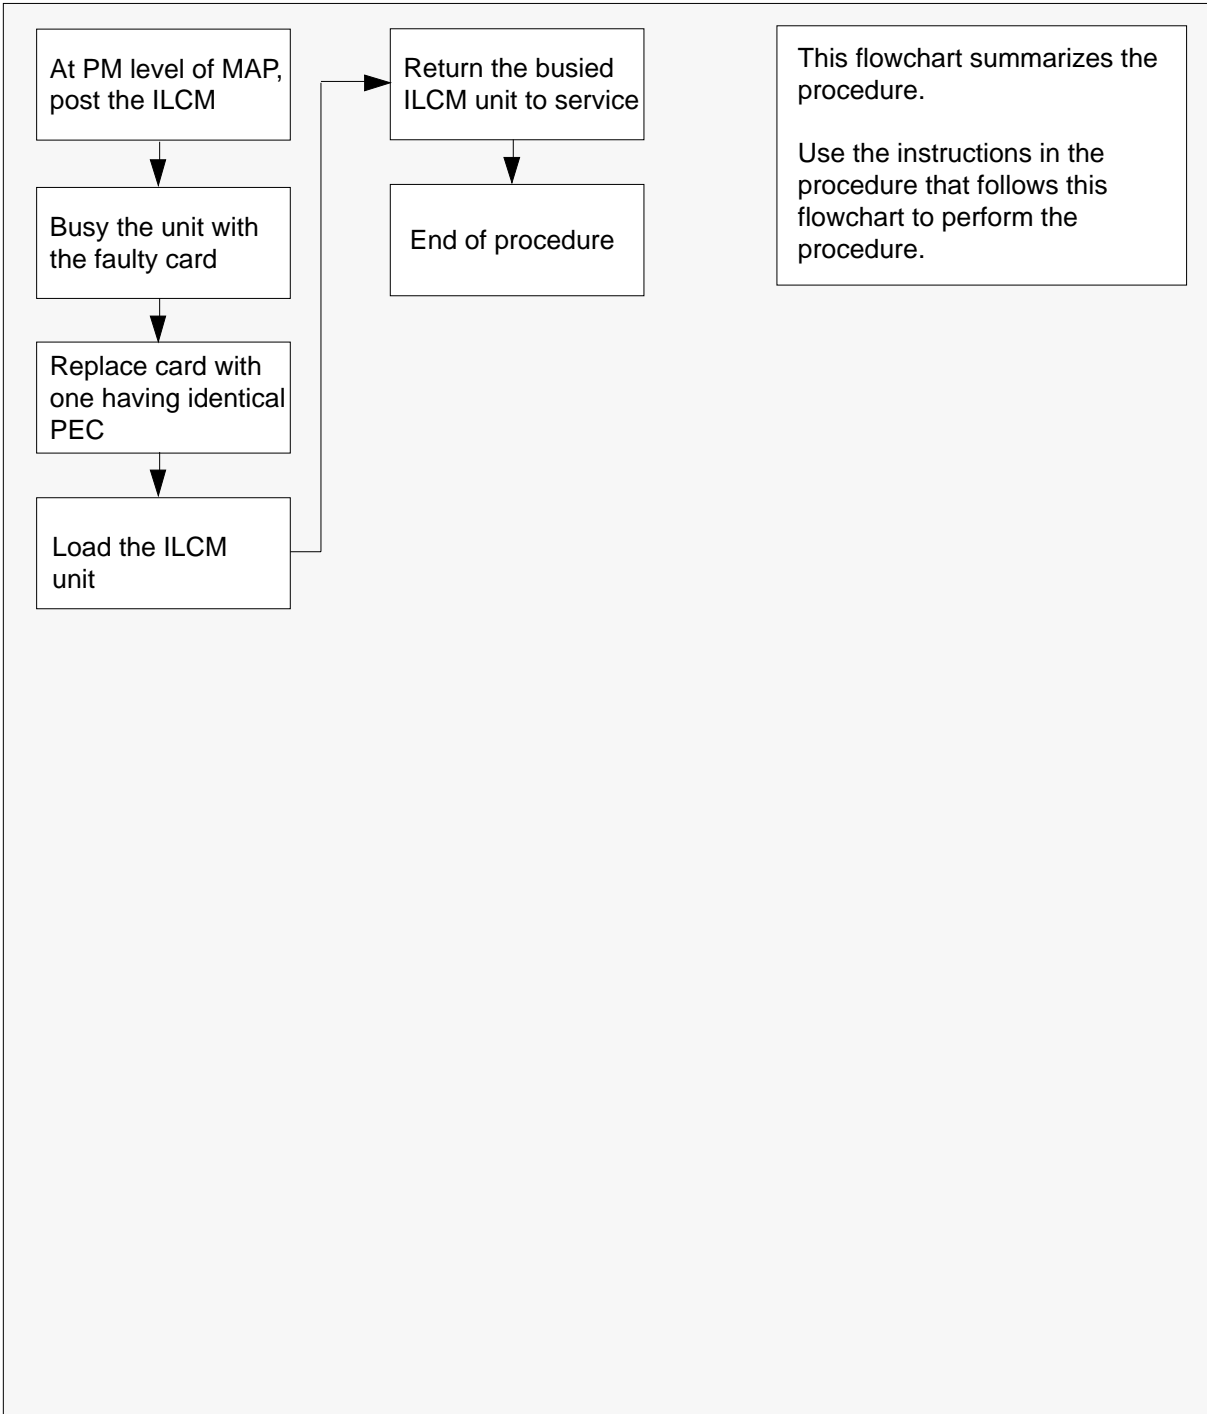 At PM level of MAP,
post the ILCM
Busy the unit with
the faulty card
Replace card with
one having identical
PEC
Load the ILCM
unit
Return the busied
ILCM unit to service
End of procedure
This flowchart summarizes the
procedure.
Use the instructions in the
procedure that follows this
flowchart to perform the
procedure.